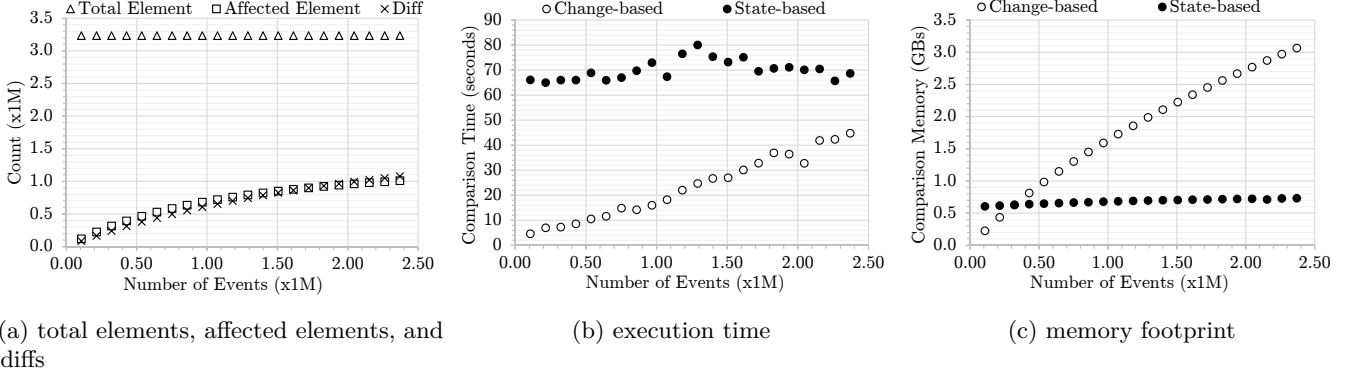 Total Element Affected Element Diff
3.5
3.0
2.5
2.0
1.5
1.0
0.5
0.0
Count (x1M)
0.00 0.50 1.00 1.50 2.00 2.50
Number of Events (x1M)
(a) total elements, affected elements, and
diffs
Change-based State-based
90
80
70
60
50
40
30
20
10
0
Comparison Time (seconds)
0.00 0.50 1.00 1.50 2.00 2.50
Number of Events (x1M)
(b) execution time
Change-based State-based
3.5
3.0
2.5
2.0
1.5
1.0
0.5
0.0
Comparison Memory (GBs)
0.00 0.50 1.00 1.50 2.00 2.50
Number of Events (x1M)
(c) memory footprint